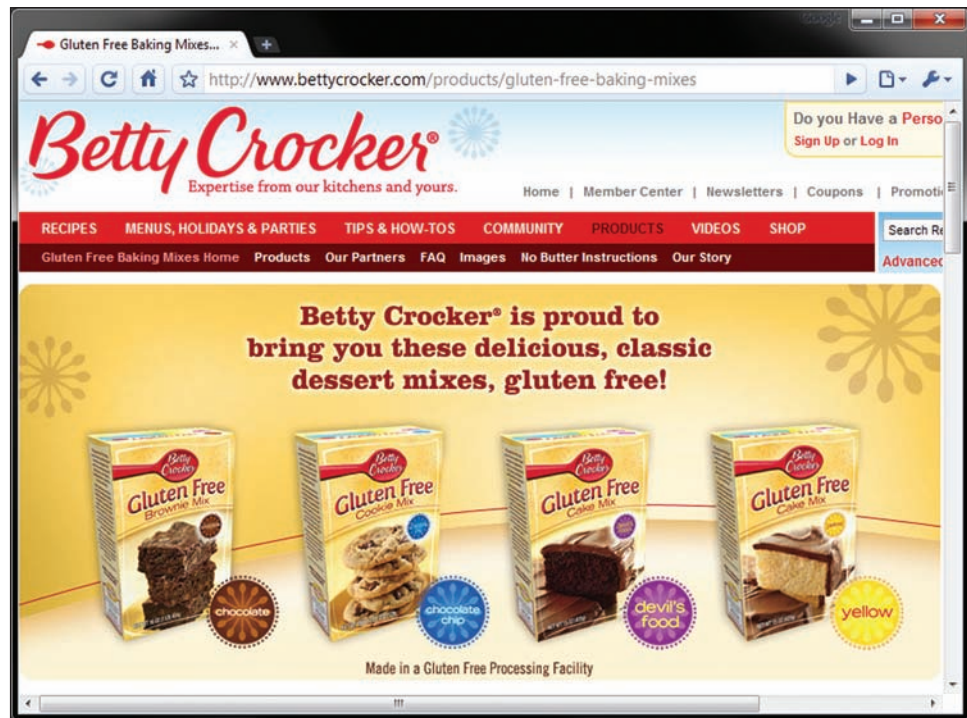 Google
Gluten Free Baking Mixes...
http://www.bettycrocker.com/products/gluten-free-baking-mixes
Do you Have a Perso
Sign Up or Log In
Betty Crocker®
Expertise from our kitchens and yours.
Home | Member Center | Newsletters | Coupons | Promoti
RECIPES MENUS, HOLIDAYS & PARTIES TIPS & HOW-TOS COMMUNITY PRODUCTS VIDEOS SHOP
Search Re
Gluten Free Baking Mixes Home Products Our Partners FAQ Images No Butter Instructions Our Story
Advanced
Betty Crocker® is proud to
bring you these delicious, classic
dessert mixes, gluten free!
Betty Crocker
Gluten Free
Brownie Mix
chocolate
Betty Crocker
Gluten Free
Cookie Mix
chocolate chip
Betty Crocker
Gluten Free
Cake Mix
devil's food
Betty Crocker
Gluten Free
Cake Mix
yellow
Made in a Gluten Free Processing Facility